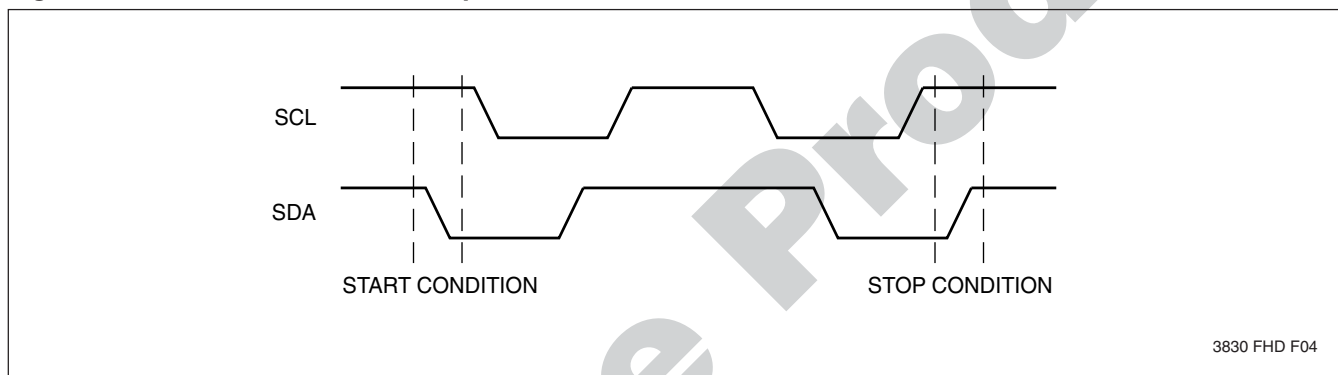 SCL
SDA
START CONDITION
STOP CONDITION
3830 FHD F04